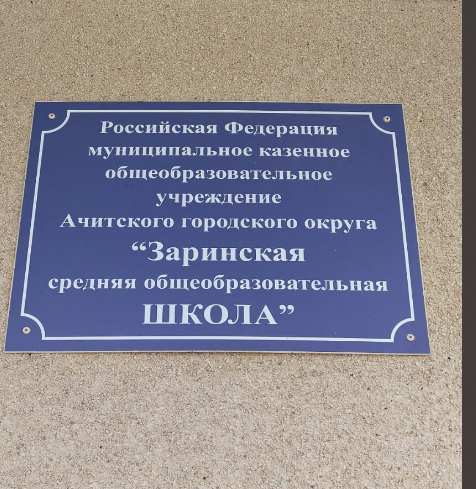 Российская Федерация
муниципальное казенное
общеобразовательное
учреждение
Ачитского городского округа
“Заринская
средняя общеобразовательная
ШКОЛА”